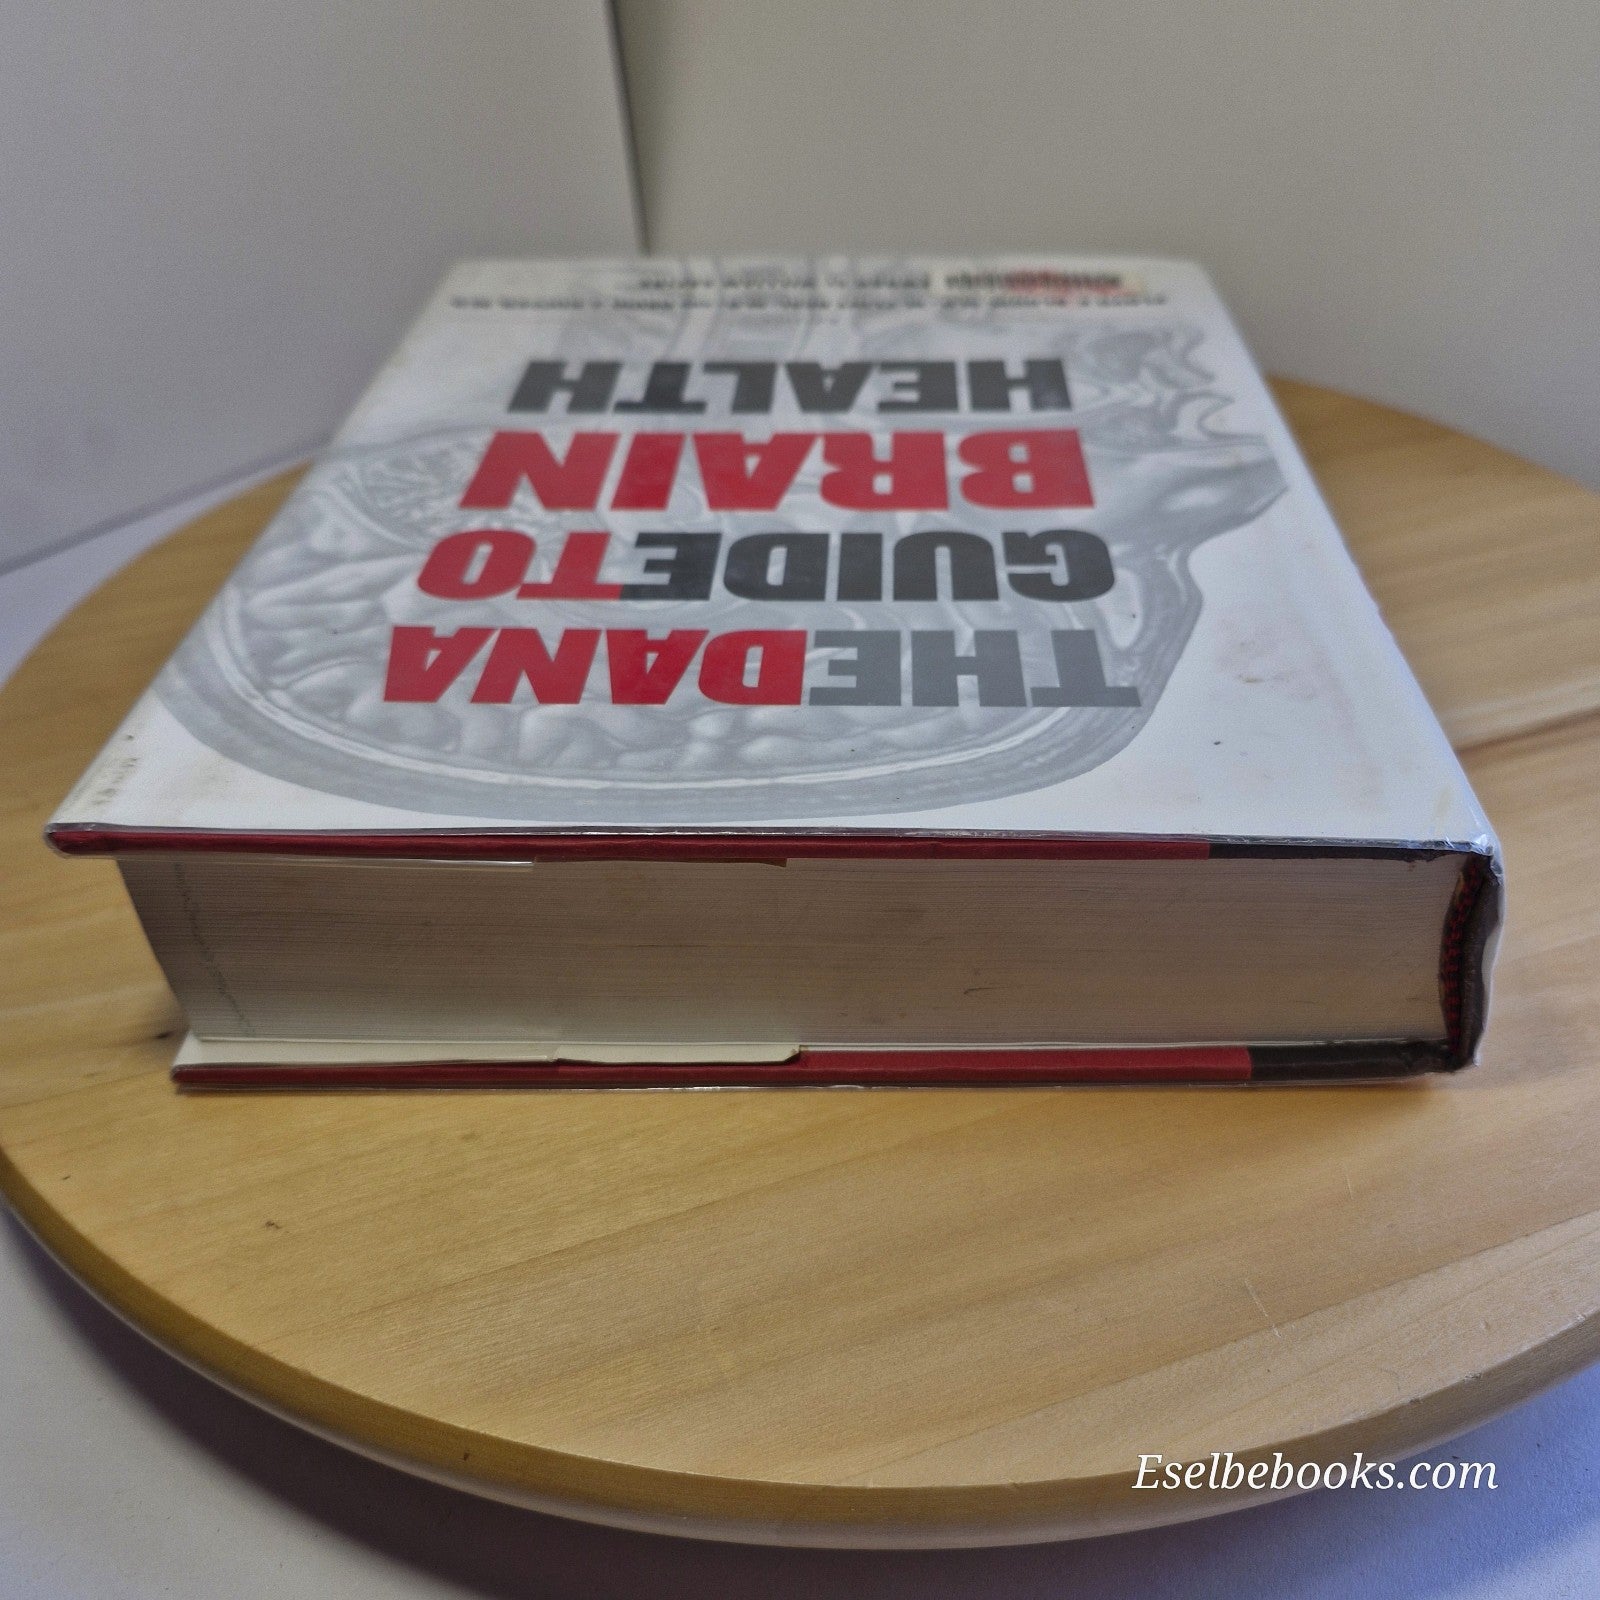 THE DANA
GUIDE TO
BRAIN
HEALTH
Eselbebooks.com